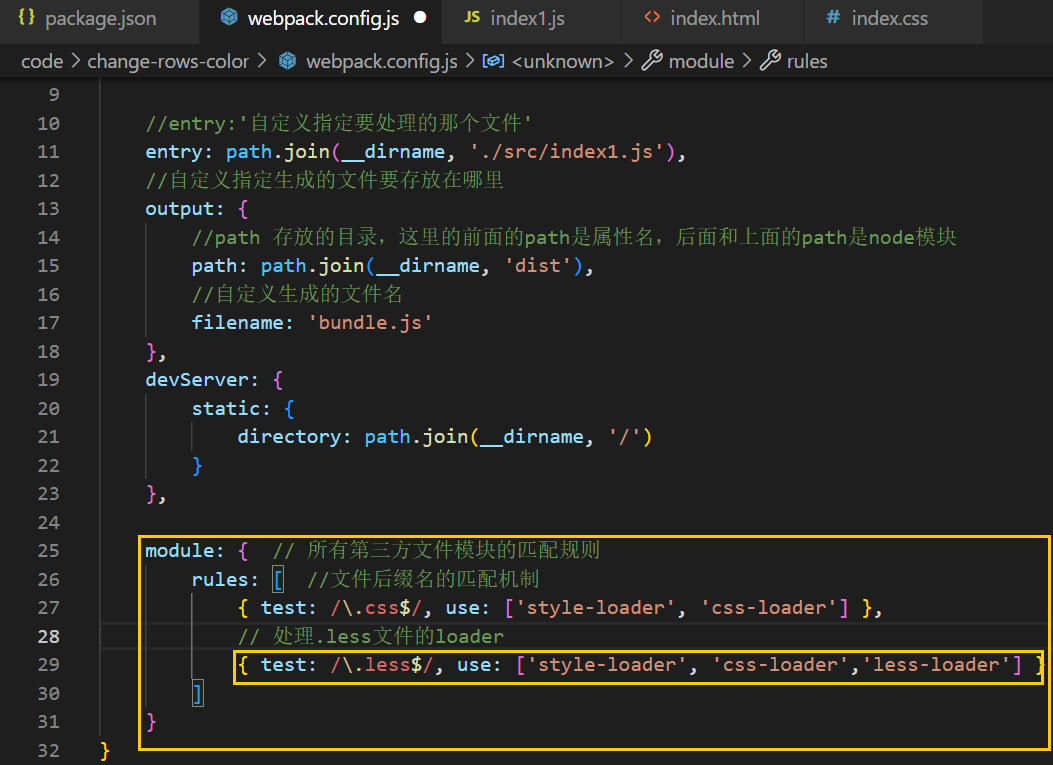 {} package.json webpack.config.js ● JS index1.js <> index.html # index.css
code > change-rows-color > webpack.config.js > <unknown> > module > rules
9
10 //entry:'自定义指定要处理的那个文件'
11 entry: path.join(__dirname, './src/index1.js'),
12 //自定义指定生成的文件要存放在哪里
13 output: {
14 //path 存放的目录，这里的前面的path是属性名，后面和上面的path是node模块
15 path: path.join(__dirname, 'dist'),
16 //自定义生成的文件名
17 filename: 'bundle.js'
18 },
19 devServer: {
20 static: {
21 directory: path.join(__dirname, '/')
22 }
23 },
24
25 module: { // 所有第三方文件模块的匹配规则
26 rules: [ //文件后缀名的匹配机制
27 { test: /\.css$/, use: ['style-loader', 'css-loader'] },
28 // 处理.less文件的loader
29 { test: /\.less$/, use: ['style-loader', 'css-loader','less-loader'] }
30 ]
31 }
32 }